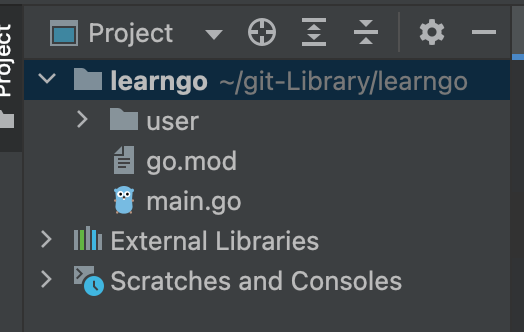 Project
Project
learngo ~/git-Library/learngo
user
go.mod
main.go
External Libraries
Scratches and Consoles